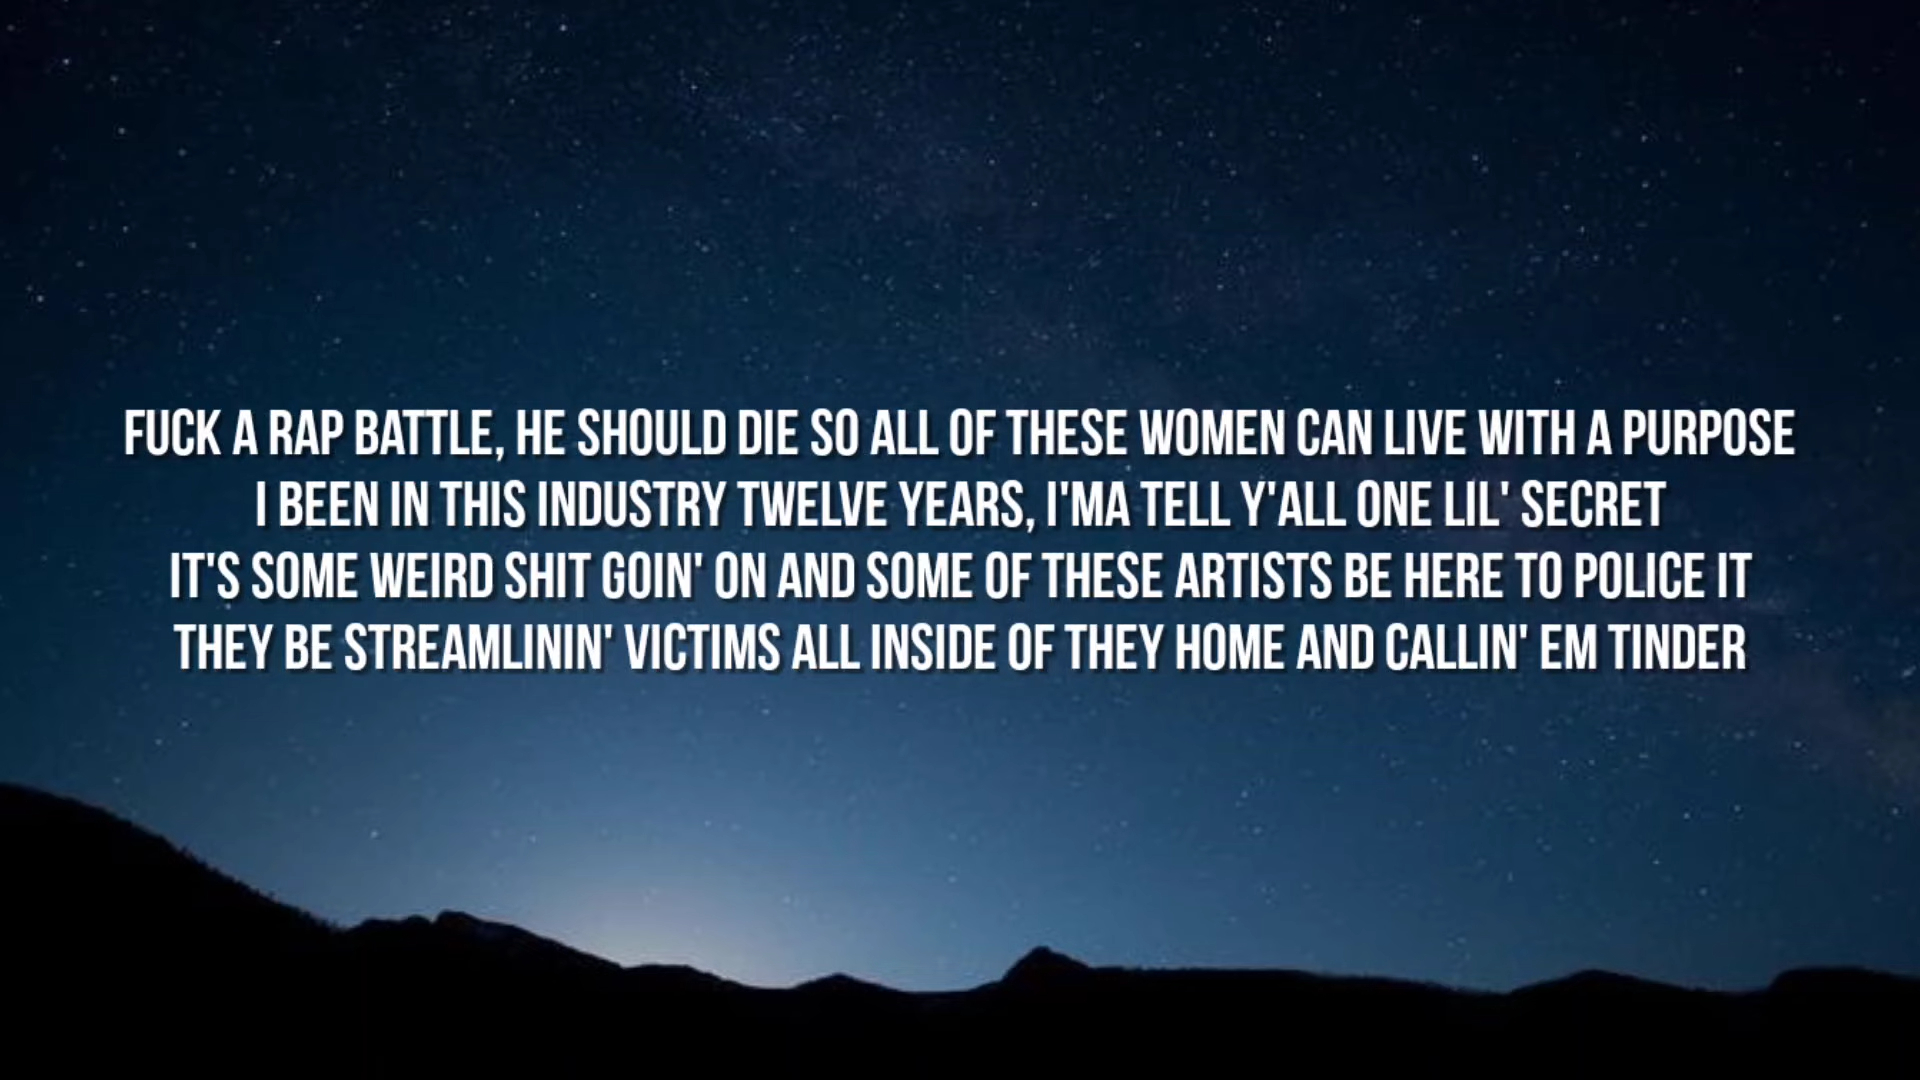 FUCK A RAP BATTLE, HE SHOULD DIE SO ALL OF THESE WOMEN CAN LIVE WITH A PURPOSE
I BEEN IN THIS INDUSTRY TWELVE YEARS, I'MA TELL Y'ALL ONE LIL' SECRET
IT'S SOME WEIRD SHIT GOIN' ON AND SOME OF THESE ARTISTS BE HERE TO POLICE IT
THEY BE STREAMLININ' VICTIMS ALL INSIDE OF THEY HOME AND CALLIN' EM TINDER